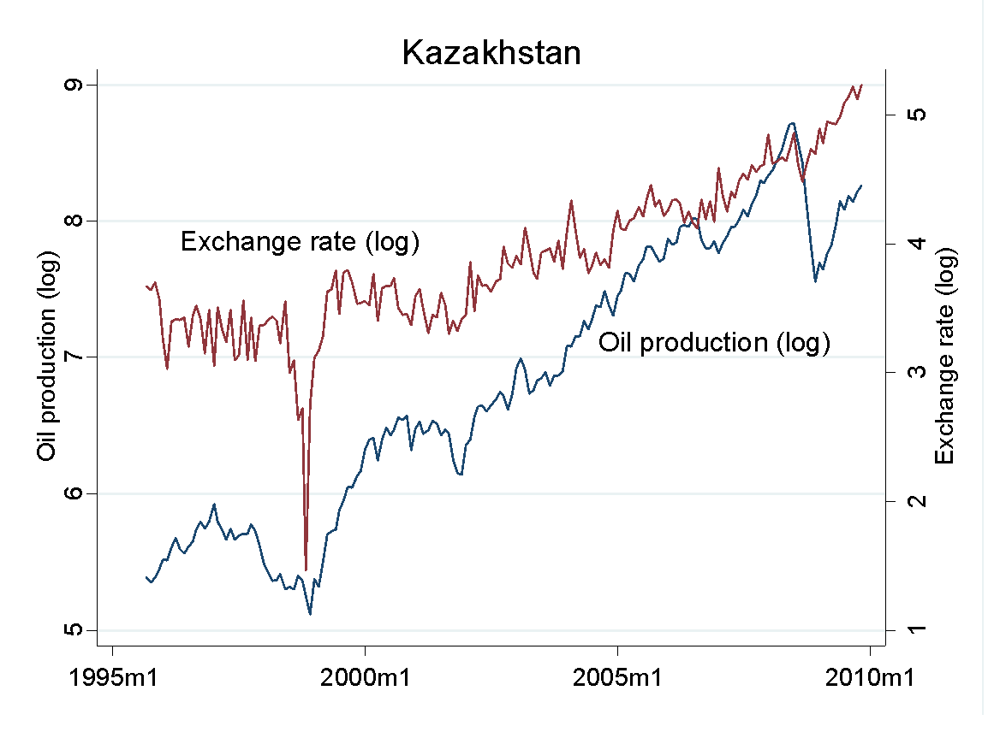 Kazakhstan
9
8
7
6
5
Oil production (log)
Exchange rate (log)
Oil production (log)
5
4
3
2
1
Exchange rate (log)
1995m1
2000m1
2005m1
2010m1